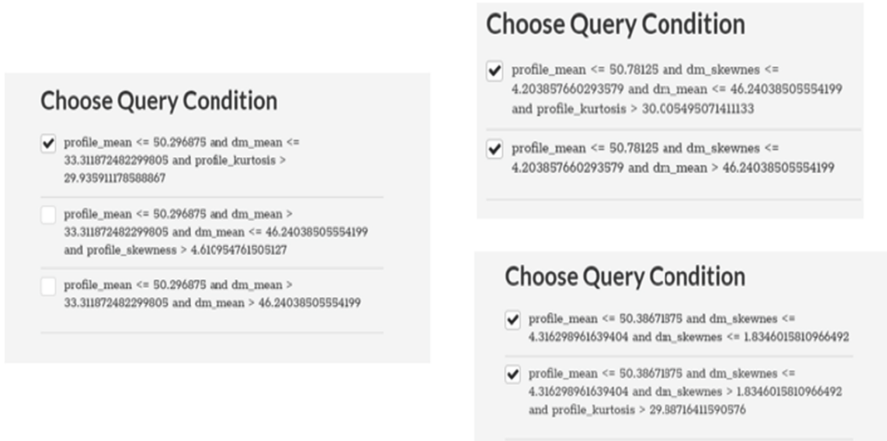 Choose Query Condition
profile_mean <= 50.296875 and dm_mean <=
33.311872482299805 and profile_kurtosis >
29.935911178588867
profile_mean <= 50.296875 and dm_mean >
33.311872482299805 and dm_mean <= 46.24038505554199
and profile_skewness > 4.610954761505127
profile_mean <= 50.296875 and dm_mean >
33.311872482299805 and dm_mean > 46.24038505554199
Choose Query Condition
profile_mean <= 50.78125 and dm_skewnes <=
4.203857660293579 and dm_mean <= 46.24038505554199
and profile_kurtosis > 30.005495071411133
profile_mean <= 50.78125 and dm_skewnes <=
4.203857660293579 and dm_mean > 46.24038505554199
Choose Query Condition
profile_mean <= 50.38671875 and dm_skewnes <=
4.316298961639404 and dm_skewnes <= 1.8346015810966492
profile_mean <= 50.38671875 and dm_skewnes <=
4.316298961639404 and dm_skewnes > 1.8346015810966492
and profile_kurtosis > 29.88716411590576